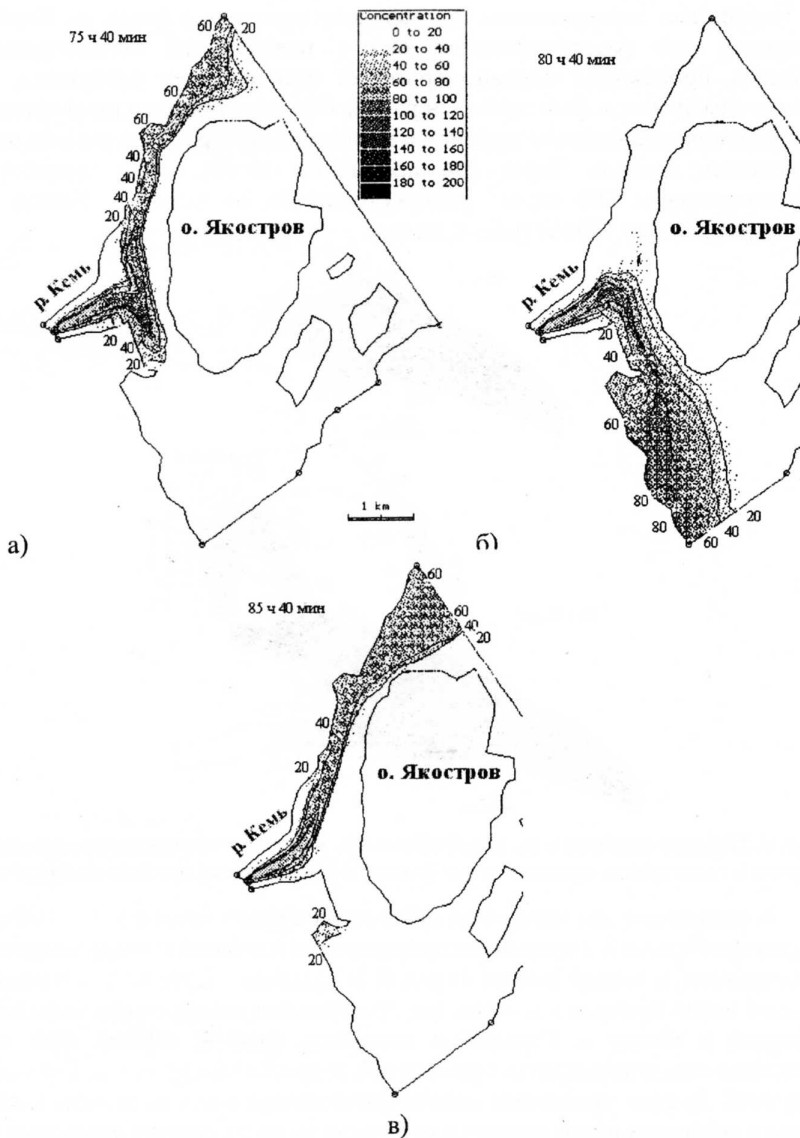 75 ч 40 мин
60
20
60
60
40
40
40
20
о. Якостров
р. Кемь
20
40
20
1 km
а)
Concentration
0 to 20
20 to 40
40 to 60
60 to 80
80 to 100
100 to 120
120 to 140
140 to 160
160 to 180
180 to 200
80 ч 40 мин
о. Якостров
р. Кемь
20
40
60
80
80
60
40
20
б)
85 ч 40 мин
60
60
40
20
40
20
о. Якостров
р. Кемь
20
20
в)